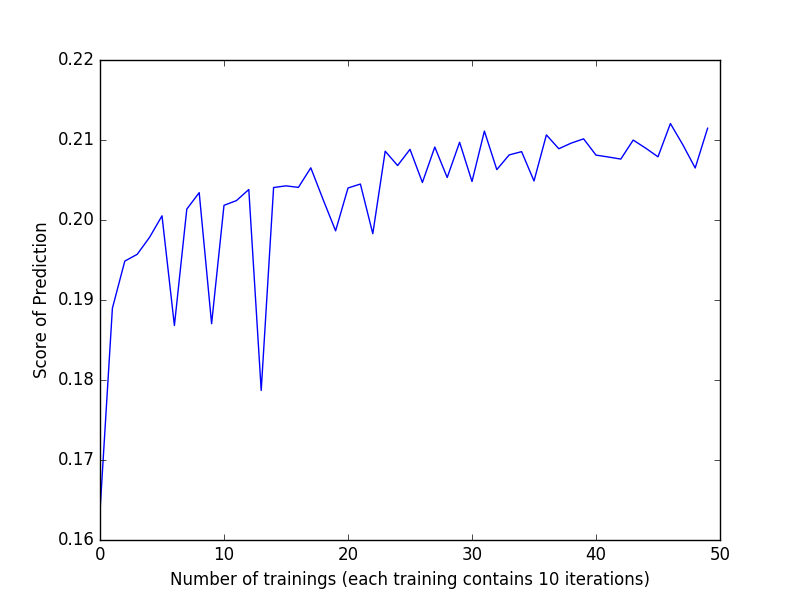 0.22
0.21
0.20
0.19
0.18
0.17
0.16
Score of Prediction
0 10 20 30 40 50
Number of trainings (each training contains 10 iterations)